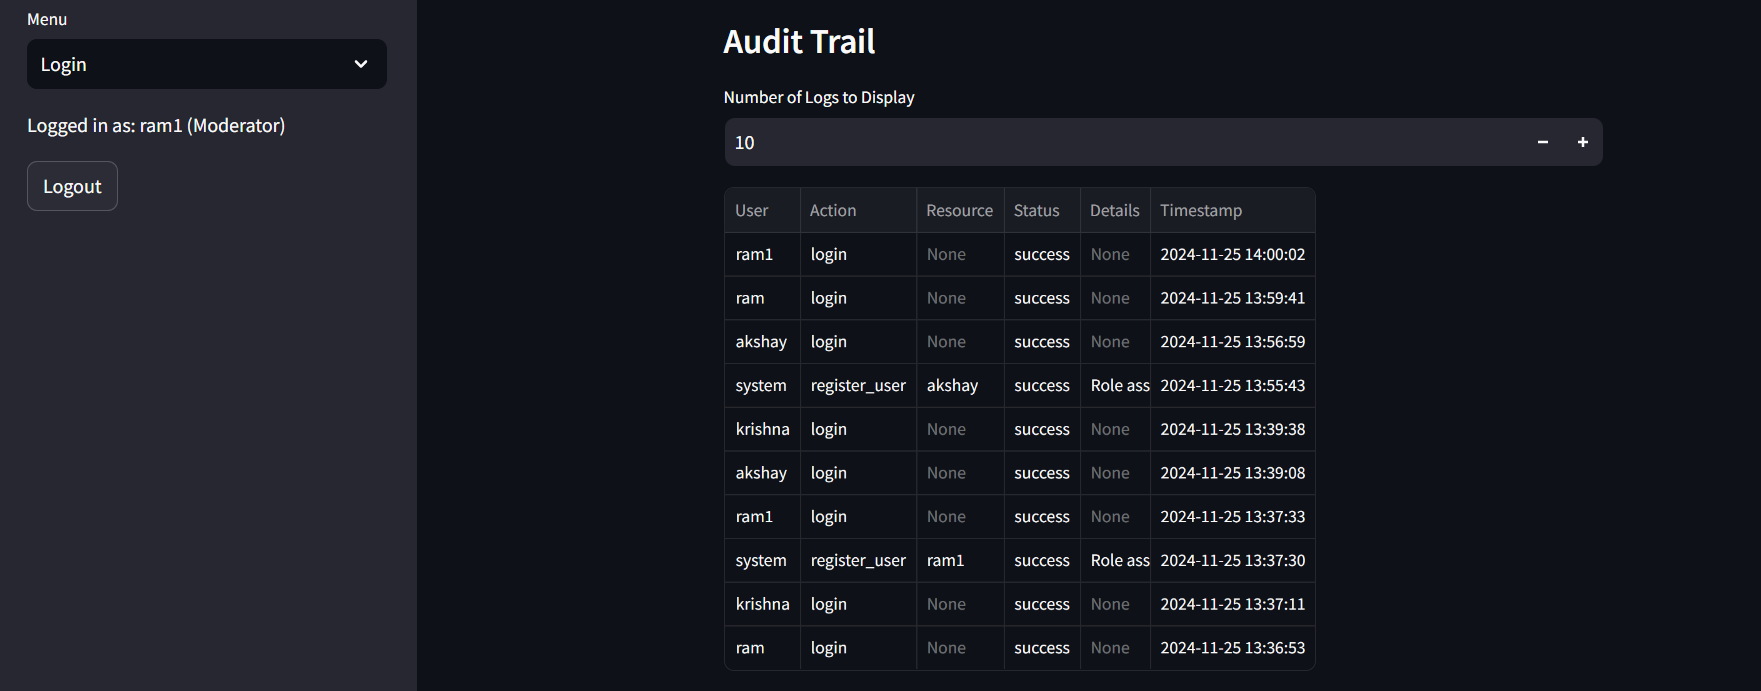 Menu
Login
Logged in as: ram1 (Moderator)
Logout
Audit Trail
Number of Logs to Display
10
User Action Resource Status Details Timestamp
ram1 login None success None 2024-11-25 14:00:02
ram login None success None 2024-11-25 13:59:41
akshay login None success None 2024-11-25 13:56:59
system register_user akshay success Role ass 2024-11-25 13:55:43
krishna login None success None 2024-11-25 13:39:38
akshay login None success None 2024-11-25 13:39:08
ram1 login None success None 2024-11-25 13:37:33
system register_user ram1 success Role ass 2024-11-25 13:37:30
krishna login None success None 2024-11-25 13:37:11
ram login None success None 2024-11-25 13:36:53